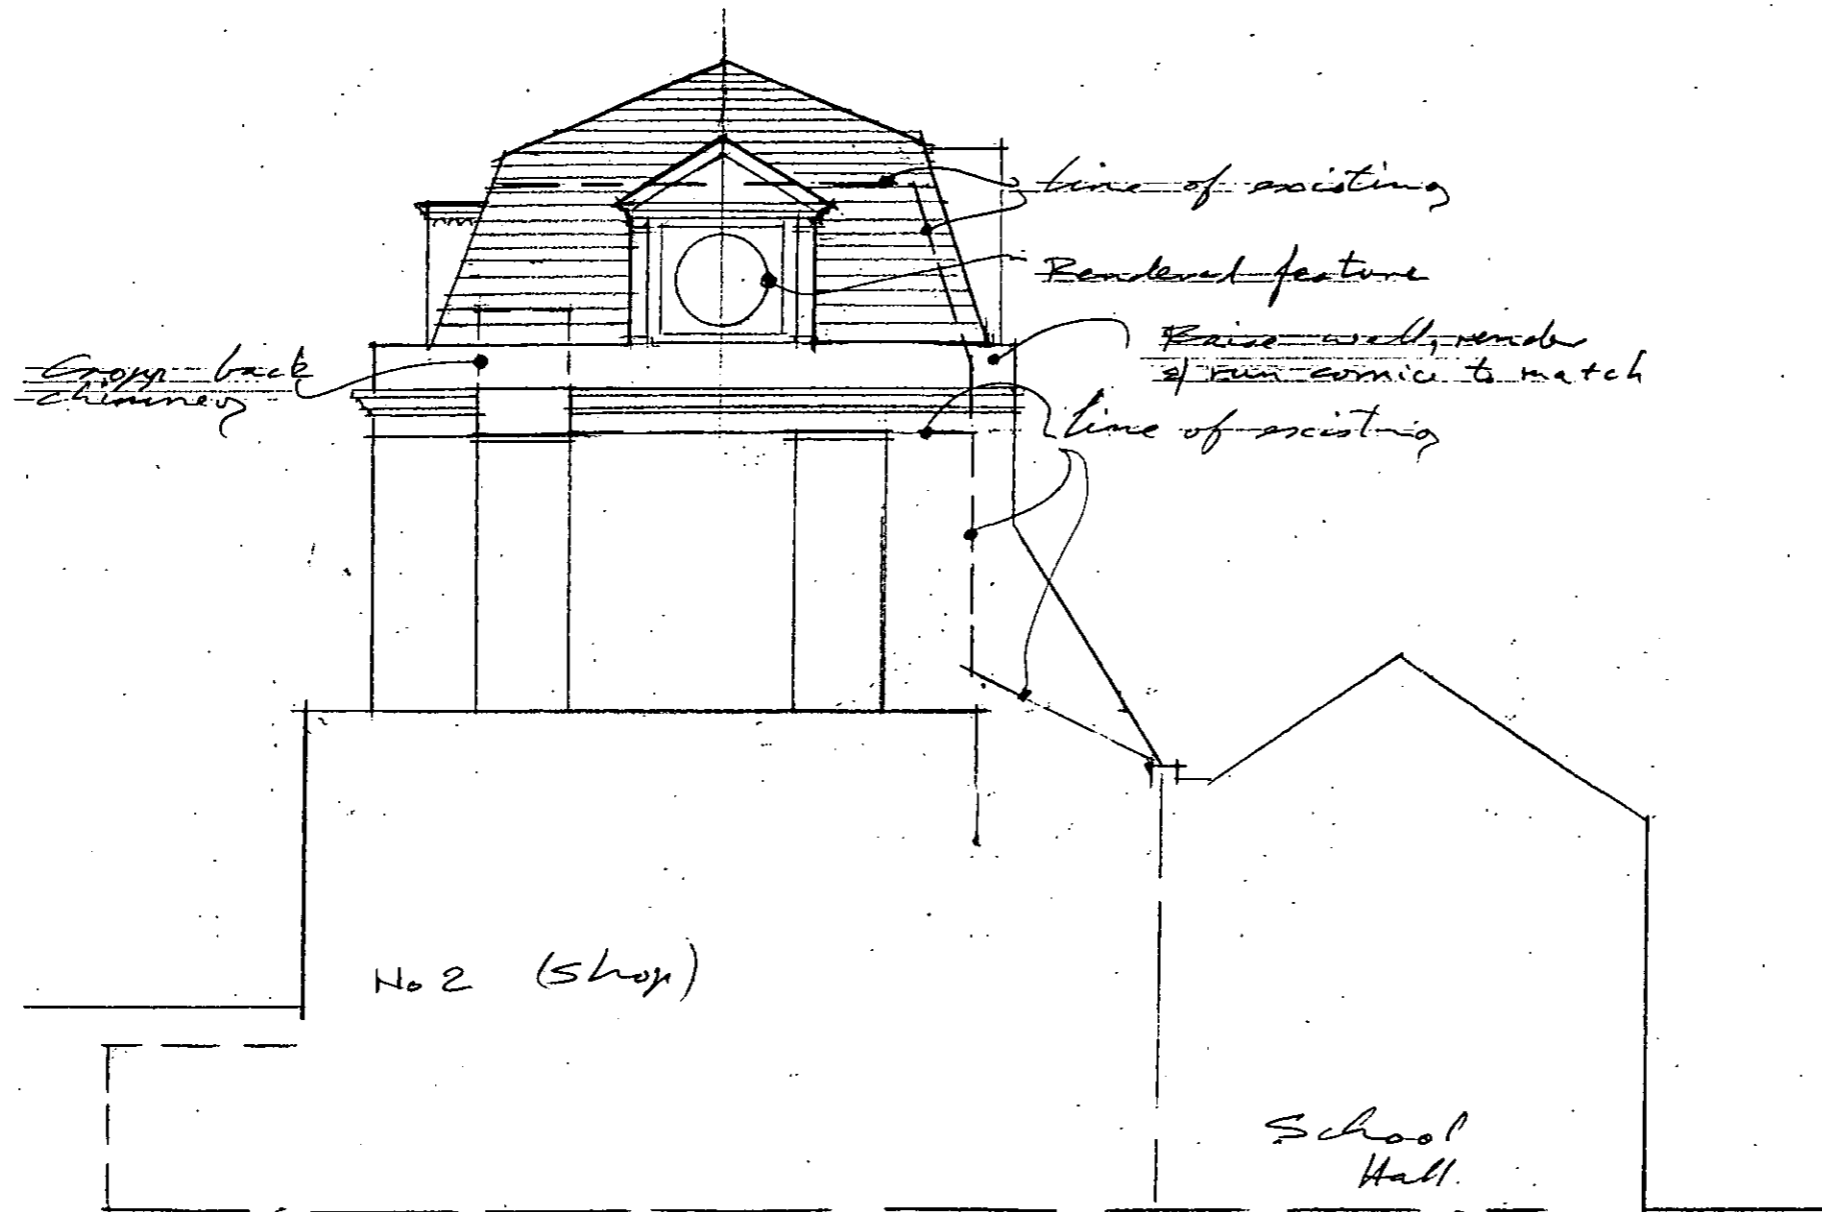 line of existing
Rendered feature
Raise wall, render
& run cornice to match
Cropp back
chimney
line of existing
No 2 (Shop)
School
Hall.